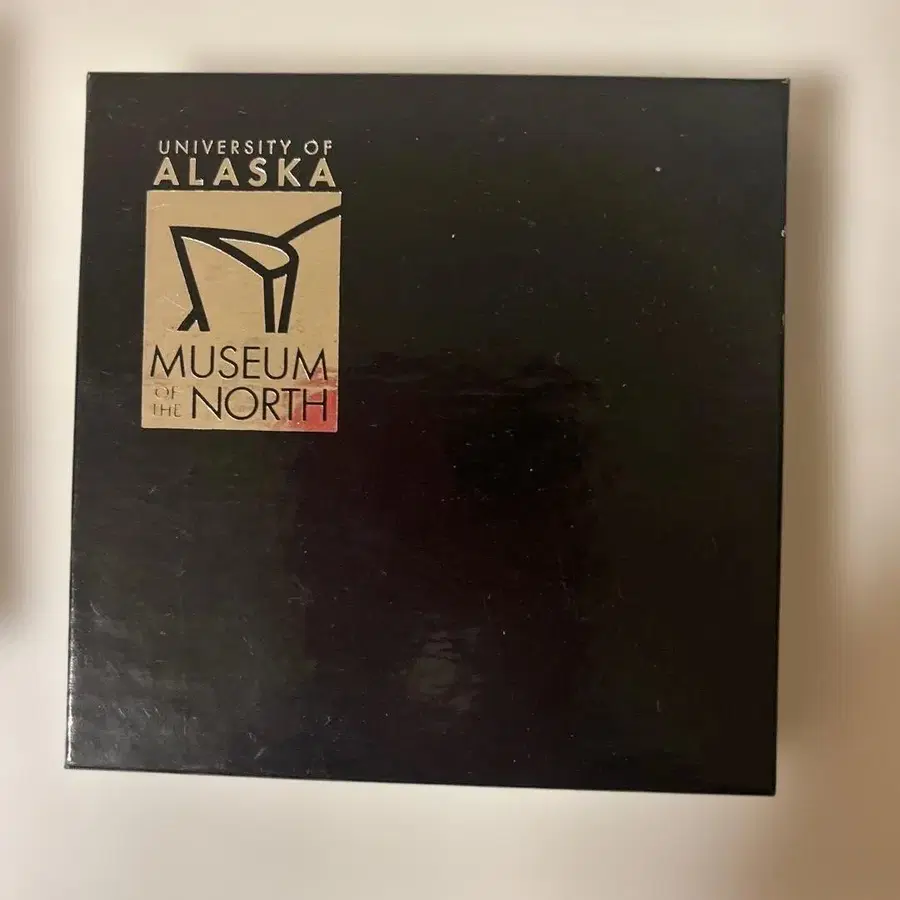 UNIVERSITY OF
ALASKA
MUSEUM
OF THE NORTH